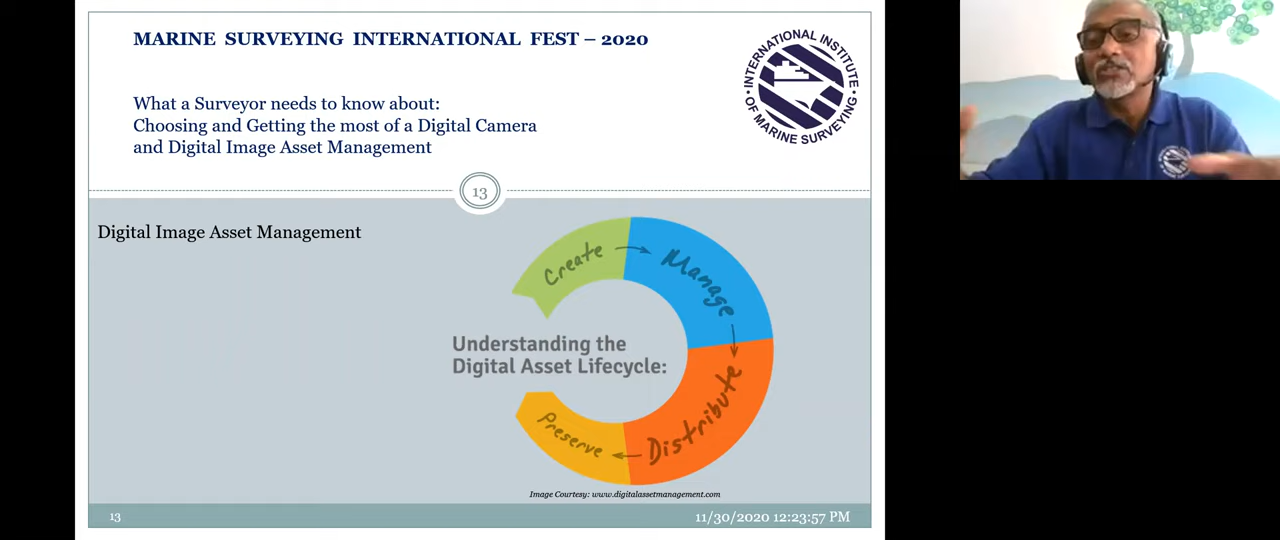 MARINE SURVEYING INTERNATIONAL FEST – 2020
INTERNATIONAL INSTITUTE
• OF MARINE SURVEYING •
What a Surveyor needs to know about:
Choosing and Getting the most of a Digital Camera
and Digital Image Asset Management
13
Digital Image Asset Management
Create
Manage
Understanding the
Digital Asset Lifecycle:
Distribute
Preserve
Image Courtesy: www.digitalassetmanagement.com
13
11/30/2020 12:23:57 PM